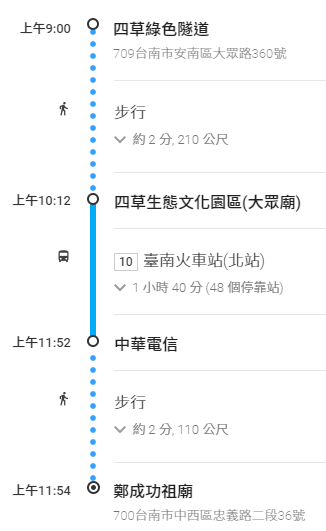 上午9:00 四草綠色隧道
709台南市安南區大眾路360號
步行
約 2 分, 210 公尺
上午10:12 四草生態文化園區(大眾廟)
10 臺南火車站(北站)
1 小時 40 分 (48 個停靠站)
上午11:52 中華電信
步行
約 2 分, 110 公尺
上午11:54 鄭成功祖廟
700台南市中西區忠義路二段36號